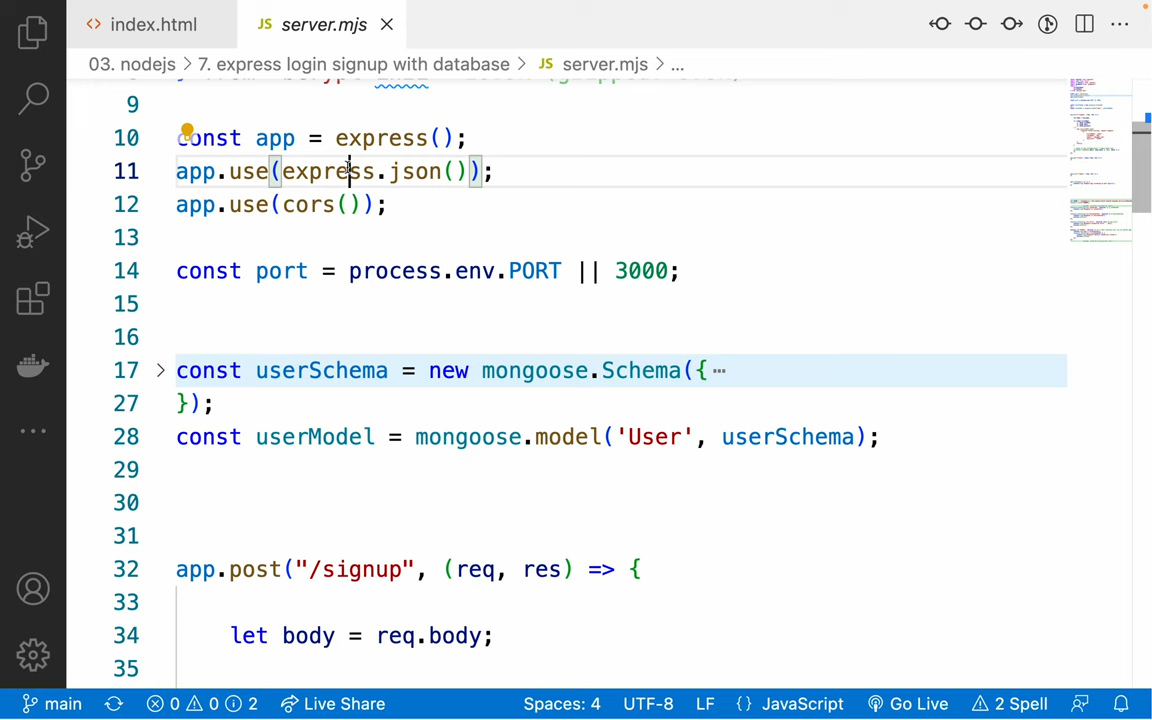 index.html
JS server.mjs
03. nodejs > 7. express login signup with database > JS server.mjs > ...
9
10 const app = express();
11 app.use(express.json());
12 app.use(cors());
13
14 const port = process.env.PORT || 3000;
15
16
17 const userSchema = new mongoose.Schema({
27 });
28 const userModel = mongoose.model('User', userSchema);
29
30
31
32 app.post("/signup", (req, res) => {
33
34 let body = req.body;
35
main 0 0 2 Live Share Spaces: 4 UTF-8 LF {} JavaScript Go Live 2 Spell